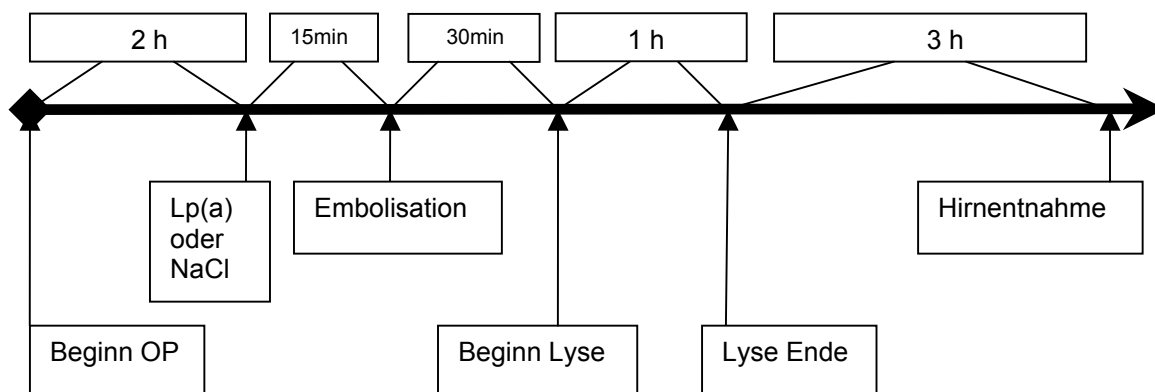 2 h
15min
30min
1 h
3 h
Lp(a)
oder
NaCl
Embolisation
Hirnentnahme
Beginn OP
Beginn Lyse
Lyse Ende